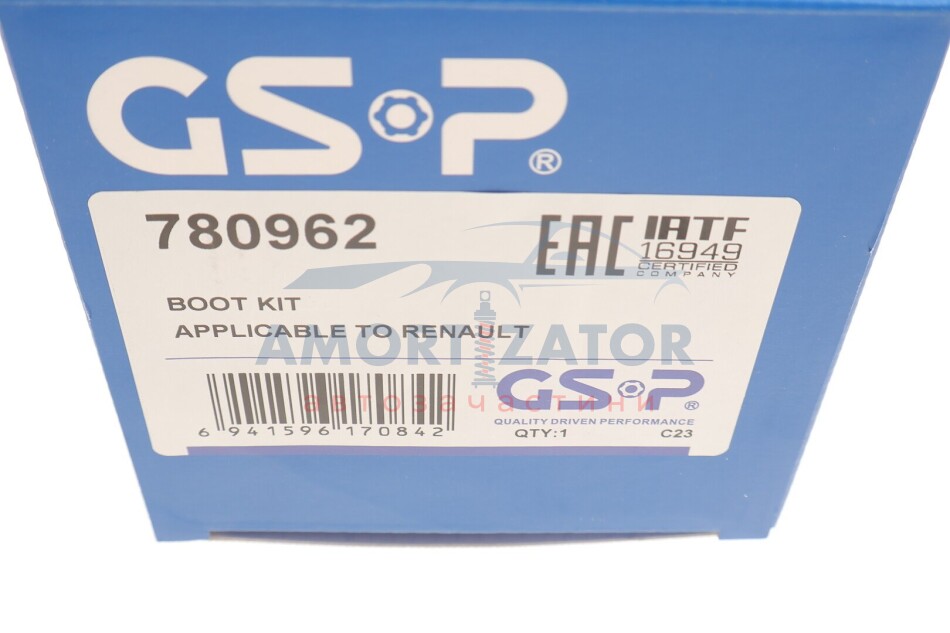 GSP®
780962
EAC
IATF
16949
CERTIFIED
COMPANY
BOOT KIT
APPLICABLE TO RENAULT
AMORTIZATOR
автозапчастини
6 941596 170842
GSP®
QUALITY DRIVEN PERFORMANCE
QTY:1 C23